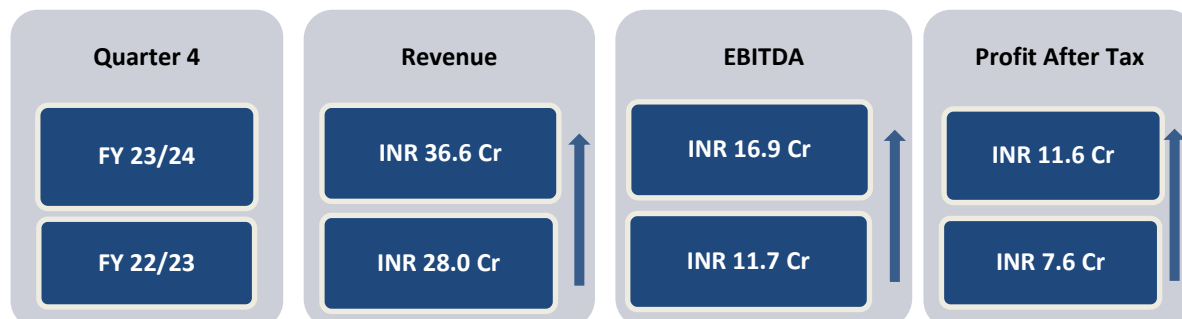 Quarter 4
FY 23/24
FY 22/23
Revenue
INR 36.6 Cr
INR 28.0 Cr
EBITDA
INR 16.9 Cr
INR 11.7 Cr
Profit After Tax
INR 11.6 Cr
INR 7.6 Cr